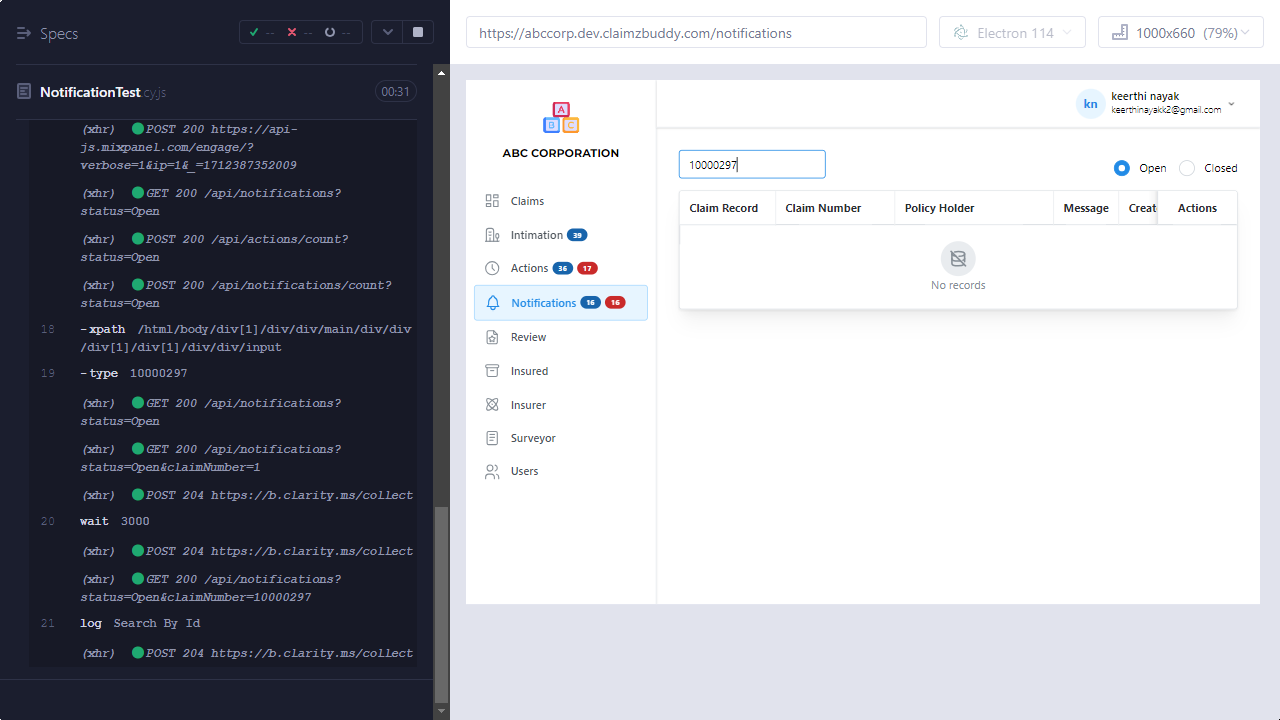 Specs
-- -- --
NotificationTest.cy.js
00:31
(xhr) POST 200 https://api-
js.mixpanel.com/engage/?
verbose=1&ip=1&_=1712387352009
(xhr) GET 200 /api/notifications?
status=Open
(xhr) POST 200 /api/actions/count?
status=Open
(xhr) POST 200 /api/notifications/count?
status=Open
18 -xpath /html/body/div[1]/div/div/main/div/div
/div[1]/div[1]/div/div/input
19 -type 10000297
(xhr) GET 200 /api/notifications?
status=Open
(xhr) GET 200 /api/notifications?
status=Open&claimNumber=1
(xhr) POST 204 https://b.clarity.ms/collect
20 wait 3000
(xhr) POST 204 https://b.clarity.ms/collect
(xhr) GET 200 /api/notifications?
status=Open&claimNumber=10000297
21 log Search By Id
(xhr) POST 204 https://b.clarity.ms/collect
https://abccorp.dev.claimzbuddy.com/notifications
Electron 114
1000x660 (79%)
A
B C
ABC CORPORATION
Claims
Intimation 39
Actions 36 17
Notifications 16 16
Review
Insured
Insurer
Surveyor
Users
kn
keerthi nayak
keerthinayakk2@gmail.com
10000297
Open Closed
Claim Record Claim Number Policy Holder Message Creat Actions
No records